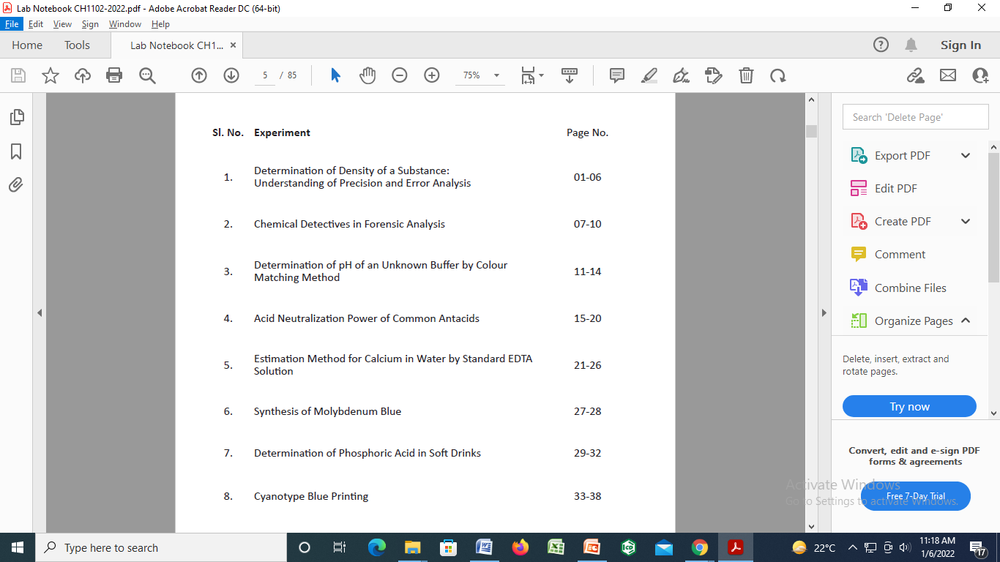 Lab Notebook CH1102-2022.pdf - Adobe Acrobat Reader DC (64-bit)
File Edit View Sign Window Help
Home Tools Lab Notebook CH1... ×
Sign In
5 / 85
75%
Sl. No. Experiment Page No.
1. Determination of Density of a Substance:
Understanding of Precision and Error Analysis 01-06
2. Chemical Detectives in Forensic Analysis 07-10
3. Determination of pH of an Unknown Buffer by Colour
Matching Method 11-14
4. Acid Neutralization Power of Common Antacids 15-20
5. Estimation Method for Calcium in Water by Standard EDTA
Solution 21-26
6. Synthesis of Molybdenum Blue 27-28
7. Determination of Phosphoric Acid in Soft Drinks 29-32
8. Cyanotype Blue Printing 33-38
Search 'Delete Page'
Export PDF
Edit PDF
Create PDF
Comment
Combine Files
Organize Pages
Delete, insert, extract and
rotate pages.
Try now
Convert, edit and e-sign PDF
forms & agreements
Free 7-Day Trial
Activate Windows
Go to Settings to activate Windows.
Type here to search
22°C
11:18 AM
1/6/2022
17